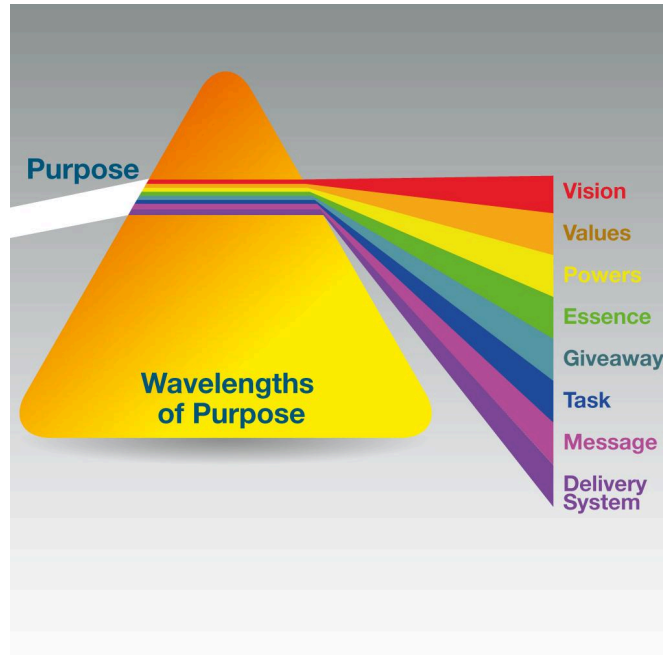 Purpose
Wavelengths
of Purpose
Vision
Values
Powers
Essence
Giveaway
Task
Message
Delivery
System